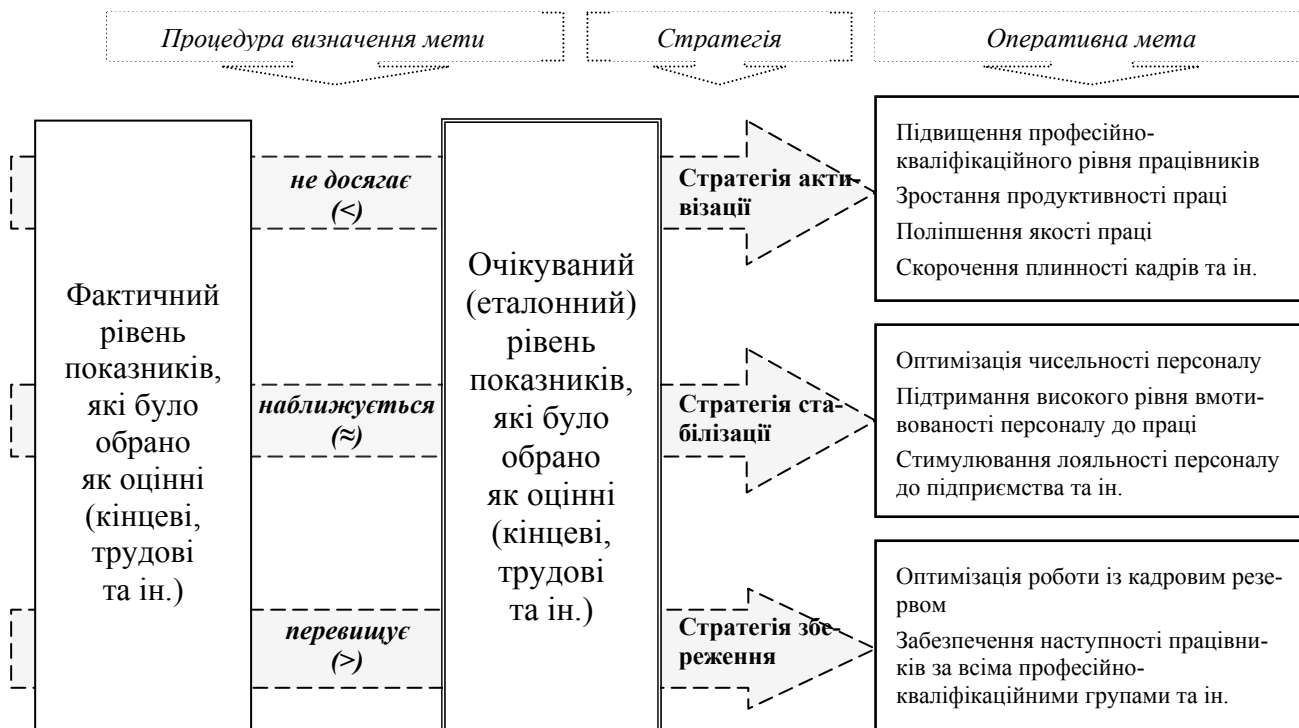 Процедура визначення мети
Стратегія
Оперативна мета
Фактичний
рівень
показників,
які було
обрано
як оцінні
(кінцеві,
трудові
та ін.)
не досягає
(<)
наближується
(≈)
перевищує
(>)
Очікуваний
(еталонний)
рівень
показників,
які було
обрано
як оцінні
(кінцеві,
трудові
та ін.)
Стратегія акти-
візації
Стратегія ста-
білізації
Стратегія збе-
реження
Підвищення професійно-
кваліфікаційного рівня працівників
Зростання продуктивності праці
Поліпшення якості праці
Скорочення плинності кадрів та ін.
Оптимізація чисельності персоналу
Підтримання високого рівня вмоти-
вованості персоналу до праці
Стимулювання лояльності персоналу
до підприємства та ін.
Оптимізація роботи із кадровим резе-
рвом
Забезпечення наступності працівни-
ків за всіма професійно-
кваліфікаційними групами та ін.